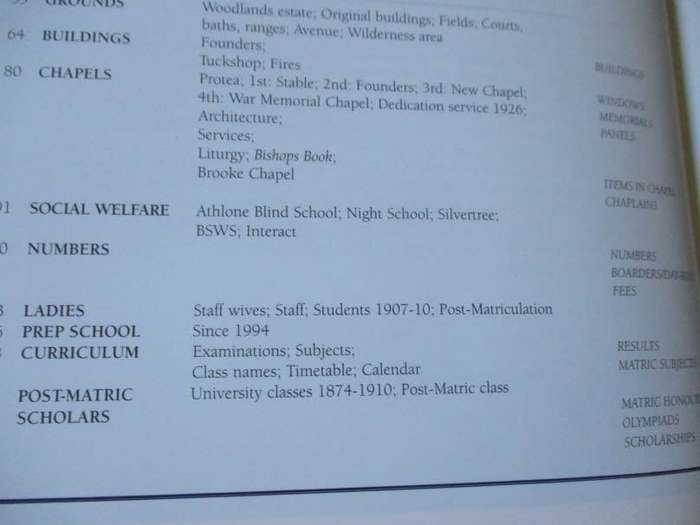 GROUNDS Woodlands estate; Original buildings; Fields, Courts,
baths, ranges; Avenue; Wilderness area
64 BUILDINGS Founders;
Tuckshop; Fires
80 CHAPELS Protea, 1st: Stable; 2nd: Founders; 3rd: New Chapel;
4th: War Memorial Chapel; Dedication service 1926;
Architecture;
Services;
Liturgy; Bishops Book;
Brooke Chapel
SOCIAL WELFARE Athlone Blind School; Night School; Silvertree;
BSWS; Interact
NUMBERS
LADIES Staff wives; Staff; Students 1907-10; Post-Matriculation
PREP SCHOOL Since 1994
CURRICULUM Examinations; Subjects;
Class names; Timetable; Calendar
POST-MATRIC University classes 1874-1910; Post-Matric class
SCHOLARS
BUILDINGS
WINDOWS
MEMORIALS
PANELS
ITEMS IN CHAPEL
CHAPLAINS
NUMBERS
FEES
RESULTS
MATRIC SUBJECTS
MATRIC HONOUR
OLYMPIADS
SCHOLARSHIPS